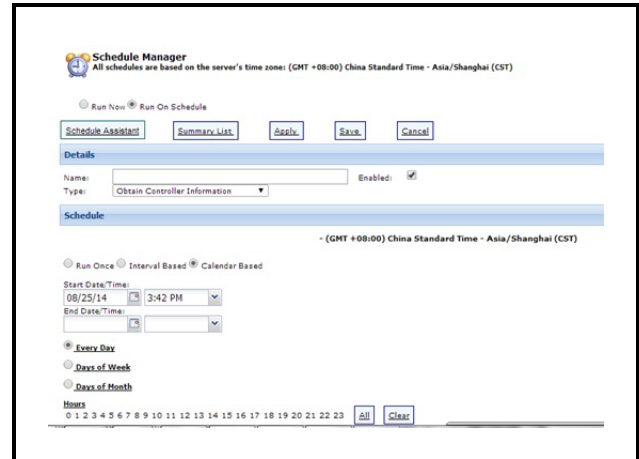 Schedule Manager
All schedules are based on the server's time zone: (GMT +08:00) China Standard Time - Asia/Shanghai (CST)
Run Now Run On Schedule
Schedule Assistant Summary List Apply Save Cancel
Details
Name: Enabled:
Type: Obtain Controller Information
Schedule
- (GMT +08:00) China Standard Time - Asia/Shanghai (CST)
Run Once Interval Based Calendar Based
Start Date/Time:
08/25/14 3:42 PM
End Date/Time:
Every Day
Days of Week
Days of Month
Hours
0 1 2 3 4 5 6 7 8 9 10 11 12 13 14 15 16 17 18 19 20 21 22 23 All Clear